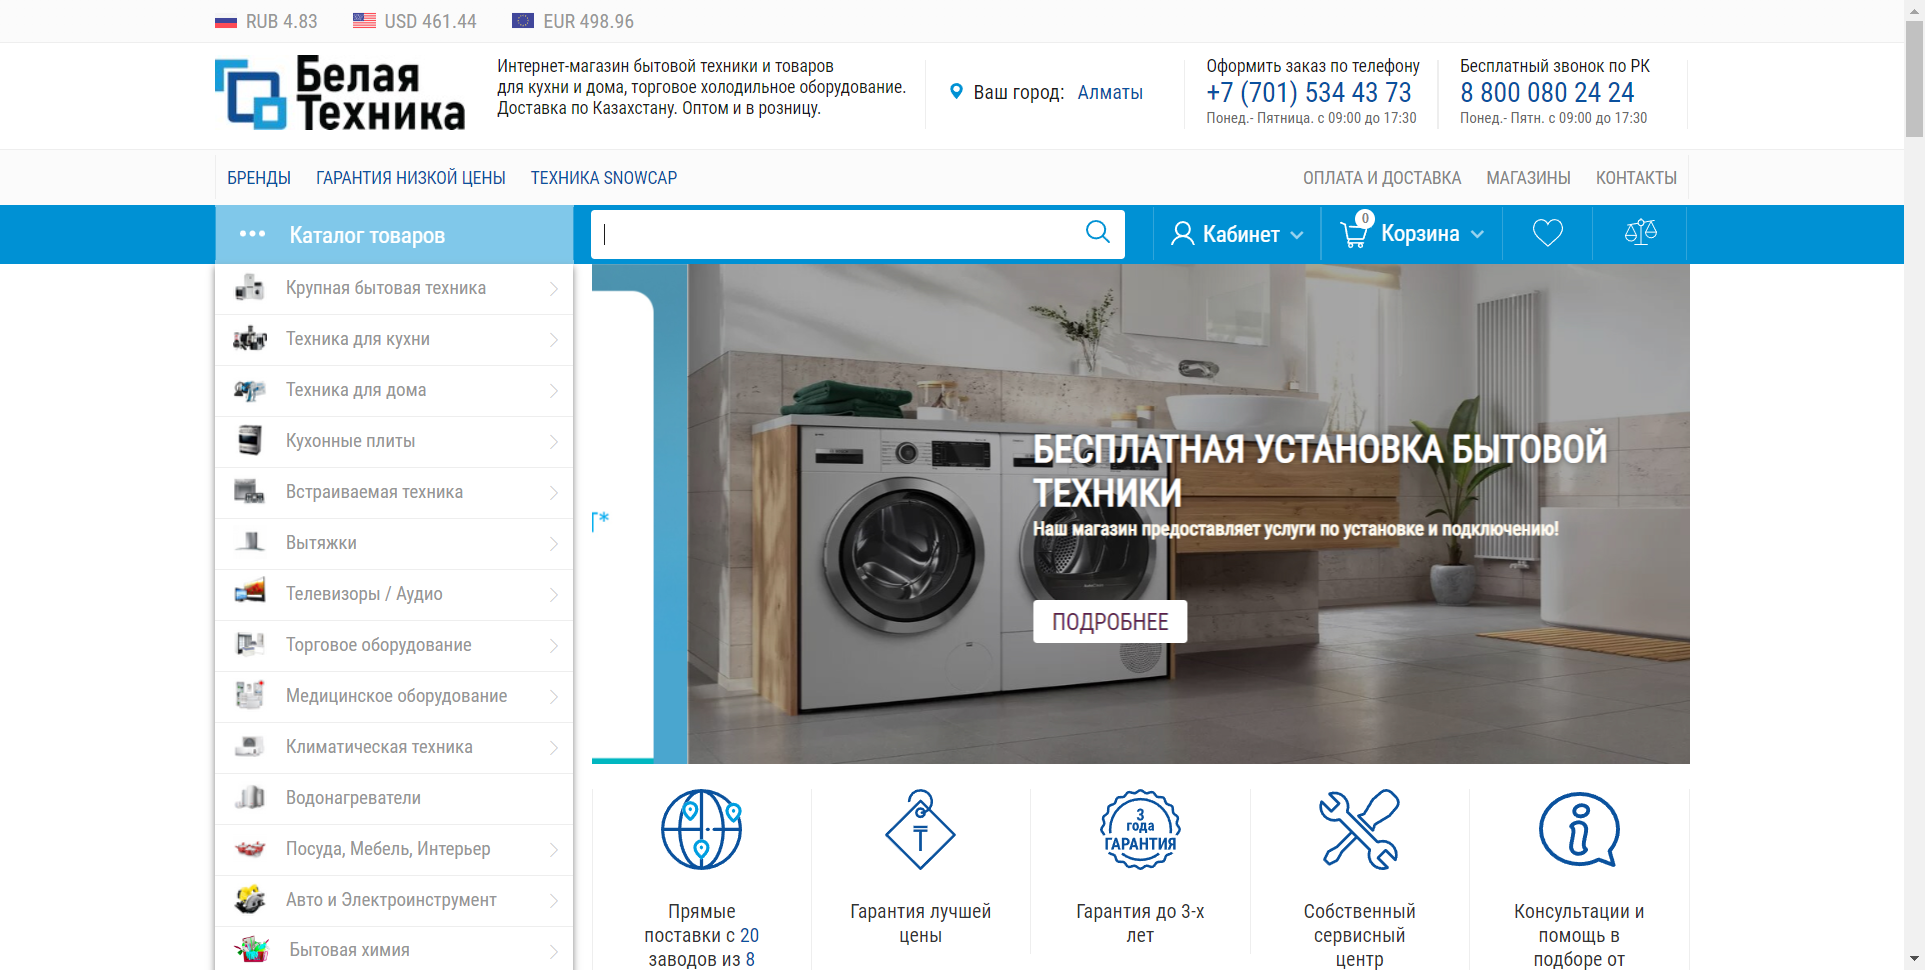 RUB 4.83 USD 461.44 EUR 498.96
Белая
Техника
Интернет-магазин бытовой техники и товаров
для кухни и дома, торговое холодильное оборудование.
Доставка по Казахстану. Оптом и в розницу.
Ваш город: Алматы
Оформить заказ по телефону
+7 (701) 534 43 73
Понед.- Пятница. с 09:00 до 17:30
Бесплатный звонок по РК
8 800 080 24 24
Понед.- Пятн. с 09:00 до 17:30
БРЕНДЫ ГАРАНТИЯ НИЗКОЙ ЦЕНЫ ТЕХНИКА SNOWCAP ОПЛАТА И ДОСТАВКА МАГАЗИНЫ КОНТАКТЫ
Каталог товаров
Кабинет
0
Корзина
Крупная бытовая техника
Техника для кухни
Техника для дома
Кухонные плиты
Встраиваемая техника
Вытяжки
Телевизоры / Аудио
Торговое оборудование
Медицинское оборудование
Климатическая техника
Водонагреватели
Посуда, Мебель, Интерьер
Авто и Электроинструмент
Бытовая химия
БЕСПЛАТНАЯ УСТАНОВКА БЫТОВОЙ
ТЕХНИКИ
Наш магазин предоставляет услуги по установке и подключению!
ПОДРОБНЕЕ
Прямые
поставки с 20
заводов из 8
₸
Гарантия лучшей
цены
3
года
ГАРАНТИЯ
Гарантия до 3-х
лет
Собственный
сервисный
центр
Консультации и
помощь в
подборе от